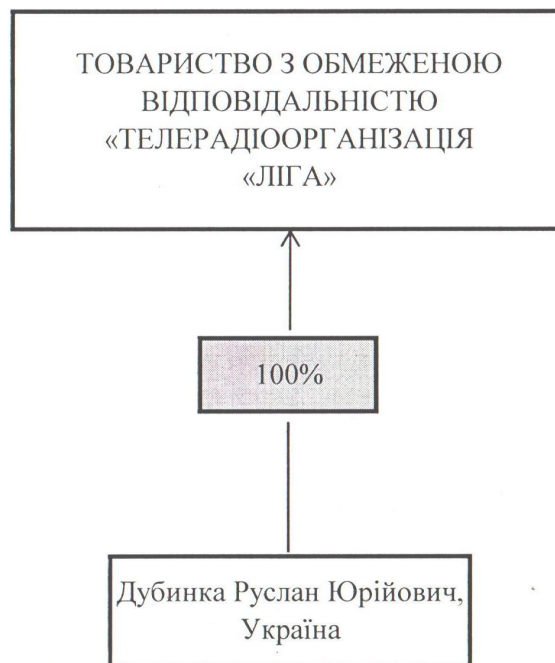 ТОВАРИСТВО З ОБМЕЖЕНОЮ
ВІДПОВІДАЛЬНІСТЮ
«ТЕЛЕРАДІООРГАНІЗАЦІЯ
«ЛІГА»
100%
Дубинка Руслан Юрійович,
Україна